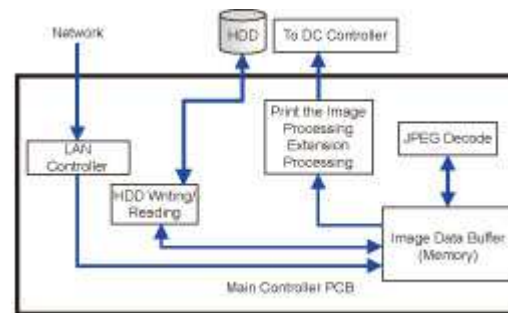 Network
HDD
To DC Controller
LAN
Controller
HDD Writing/
Reading
Print the Image
Processing
Extension
Processing
JPEG Decode
Image Data Buffer
(Memory)
Main Controller PCB